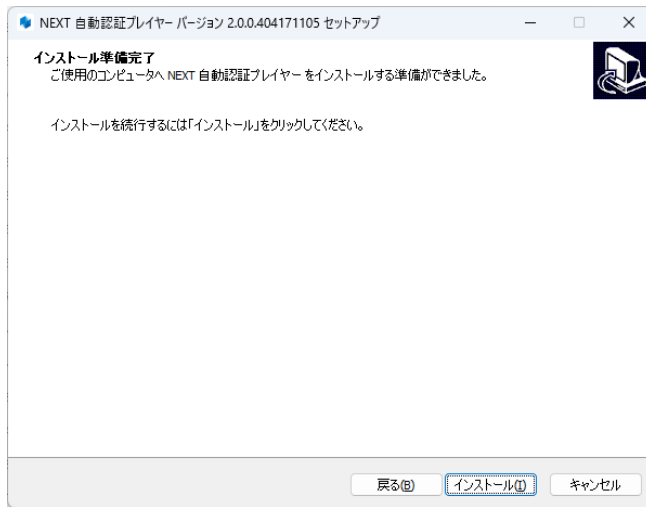 NEXT 自動認証プレイヤー バージョン 2.0.0.404171105 セットアップ
インストール準備完了
ご使用のコンピュータへ NEXT 自動認証プレイヤー をインストールする準備ができました。
インストールを続行するには「インストール」をクリックしてください。
戻る(B) インストール(I) キャンセル